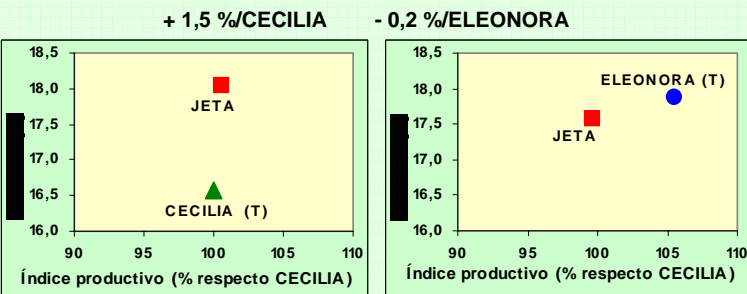 + 1,5 %/CECILIA - 0,2 %/ELEONORA
18,5
18,0
17,5
17,0
16,5
16,0
JETA
CECILIA (T)
90 95 100 105 110
Índice productivo (% respecto CECILIA)
18,5
18,0
17,5
17,0
16,5
16,0
ELEONORA (T)
JETA
90 95 100 105 110
Índice productivo (% respecto CECILIA)